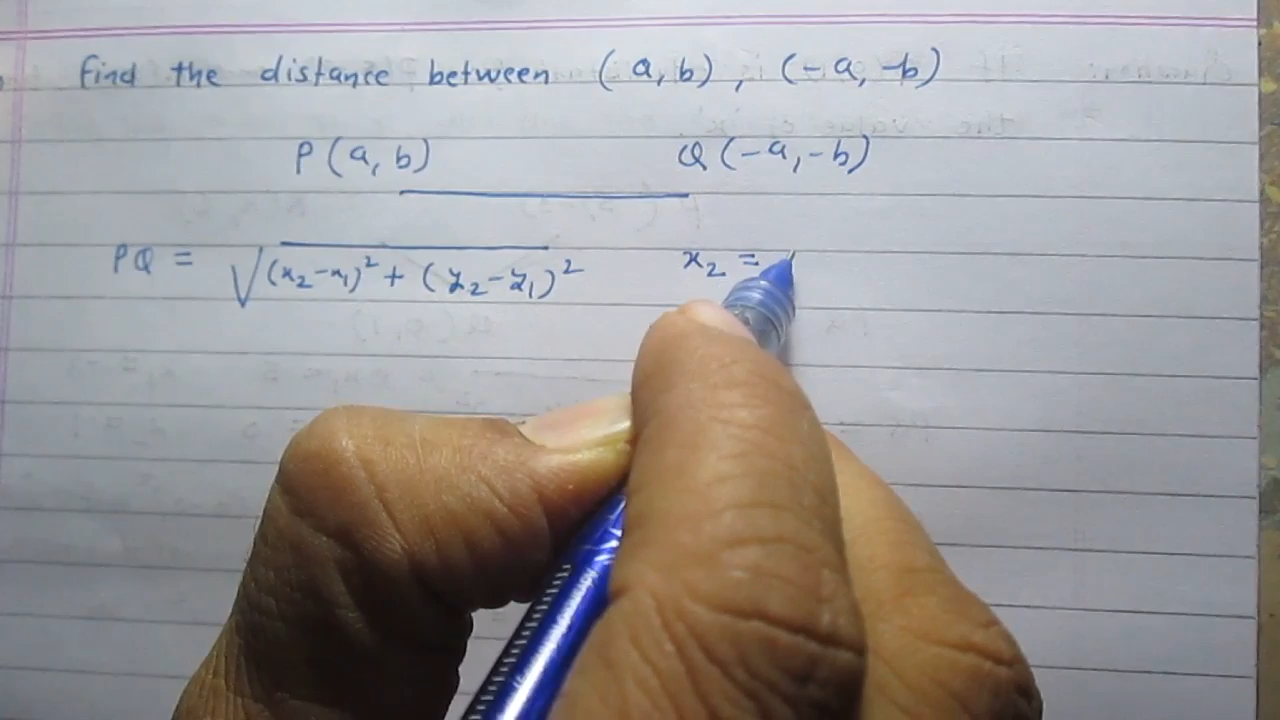 find the distance between (a, b), (-a, -b)
P(a, b) Q(-a, -b)
PQ = √(x₂-x₁)² + (y₂-y₁)² x₂ =